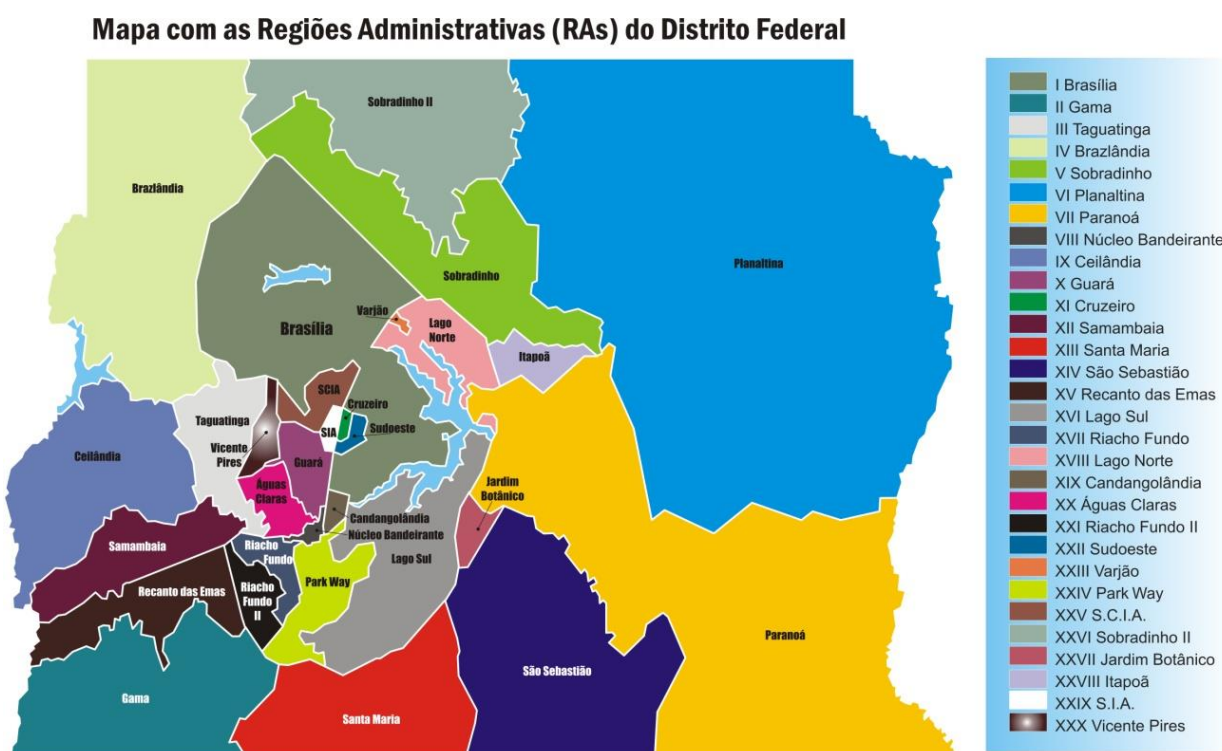 Mapa com as Regiões Administrativas (RAs) do Distrito Federal
Sobradinho II
Brazlândia
Planaltina
Sobradinho
Varjão
Brasília
Lago
Norte
Itapoã
SCIA
Cruzeiro
Taguatinga
SIA
Sudoeste
Vicente
Pires
Ceilândia
Guará
Águas
Claras
Jardim
Botânico
Candangolândia
Núcleo Bandeirante
Samambaia
Riacho
Fundo
Lago Sul
Park Way
Recanto das Emas
Riacho
Fundo
II
Paranoá
São Sebastião
Gama
Santa Maria
I Brasília
II Gama
III Taguatinga
IV Brazlândia
V Sobradinho
VI Planaltina
VII Paranoá
VIII Núcleo Bandeirante
IX Ceilândia
X Guará
XI Cruzeiro
XII Samambaia
XIII Santa Maria
XIV São Sebastião
XV Recanto das Emas
XVI Lago Sul
XVII Riacho Fundo
XVIII Lago Norte
XIX Candangolândia
XX Águas Claras
XXI Riacho Fundo II
XXII Sudoeste
XXIII Varjão
XXIV Park Way
XXV S.C.I.A.
XXVI Sobradinho II
XXVII Jardim Botânico
XXVIII Itapoã
XXIX S.I.A.
XXX Vicente Pires